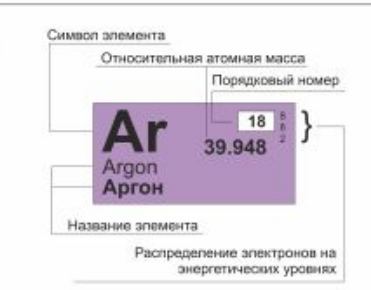 Символ элемента
Относительная атомная масса
Порядковый номер
Ar
18
8
8
2
39.948
Argon
Аргон
Название элемента
Распределение электронов на
энергетических уровнях